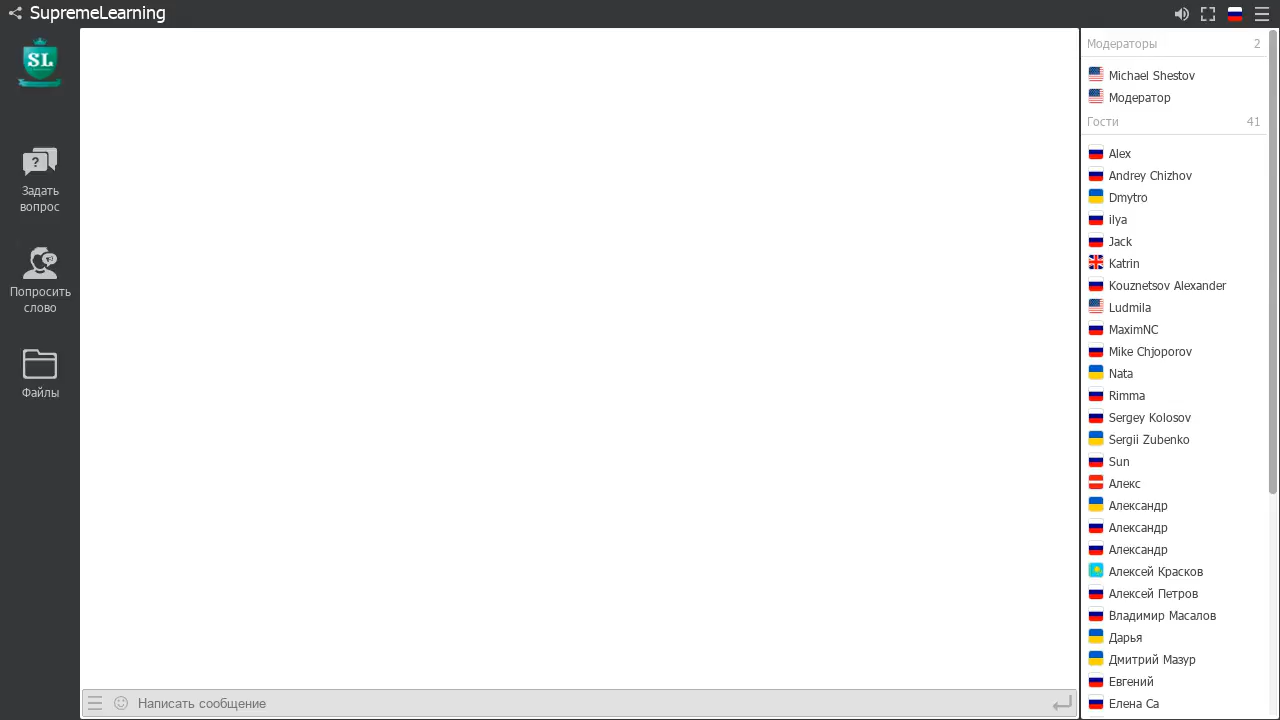 SupremeLearning
SL
Задать
вопрос
Попросить
слово
Файлы
Написать сообщение
Модераторы 2
Michael Shestov
Модератор
Гости 41
Alex
Andrey Chizhov
Dmytro
ilya
Jack
Katrin
Kouznetsov Alexander
Ludmila
MaximNC
Mike Chjoporov
Nata
Rimma
Sergey Kobelev
Sergii Zubenko
Sun
Алекс
Александр
Александр
Александр
Алексей Красков
Алексей Петров
Владимир Масалов
Дарья
Дмитрий Мазур
Евгений
Елена Са